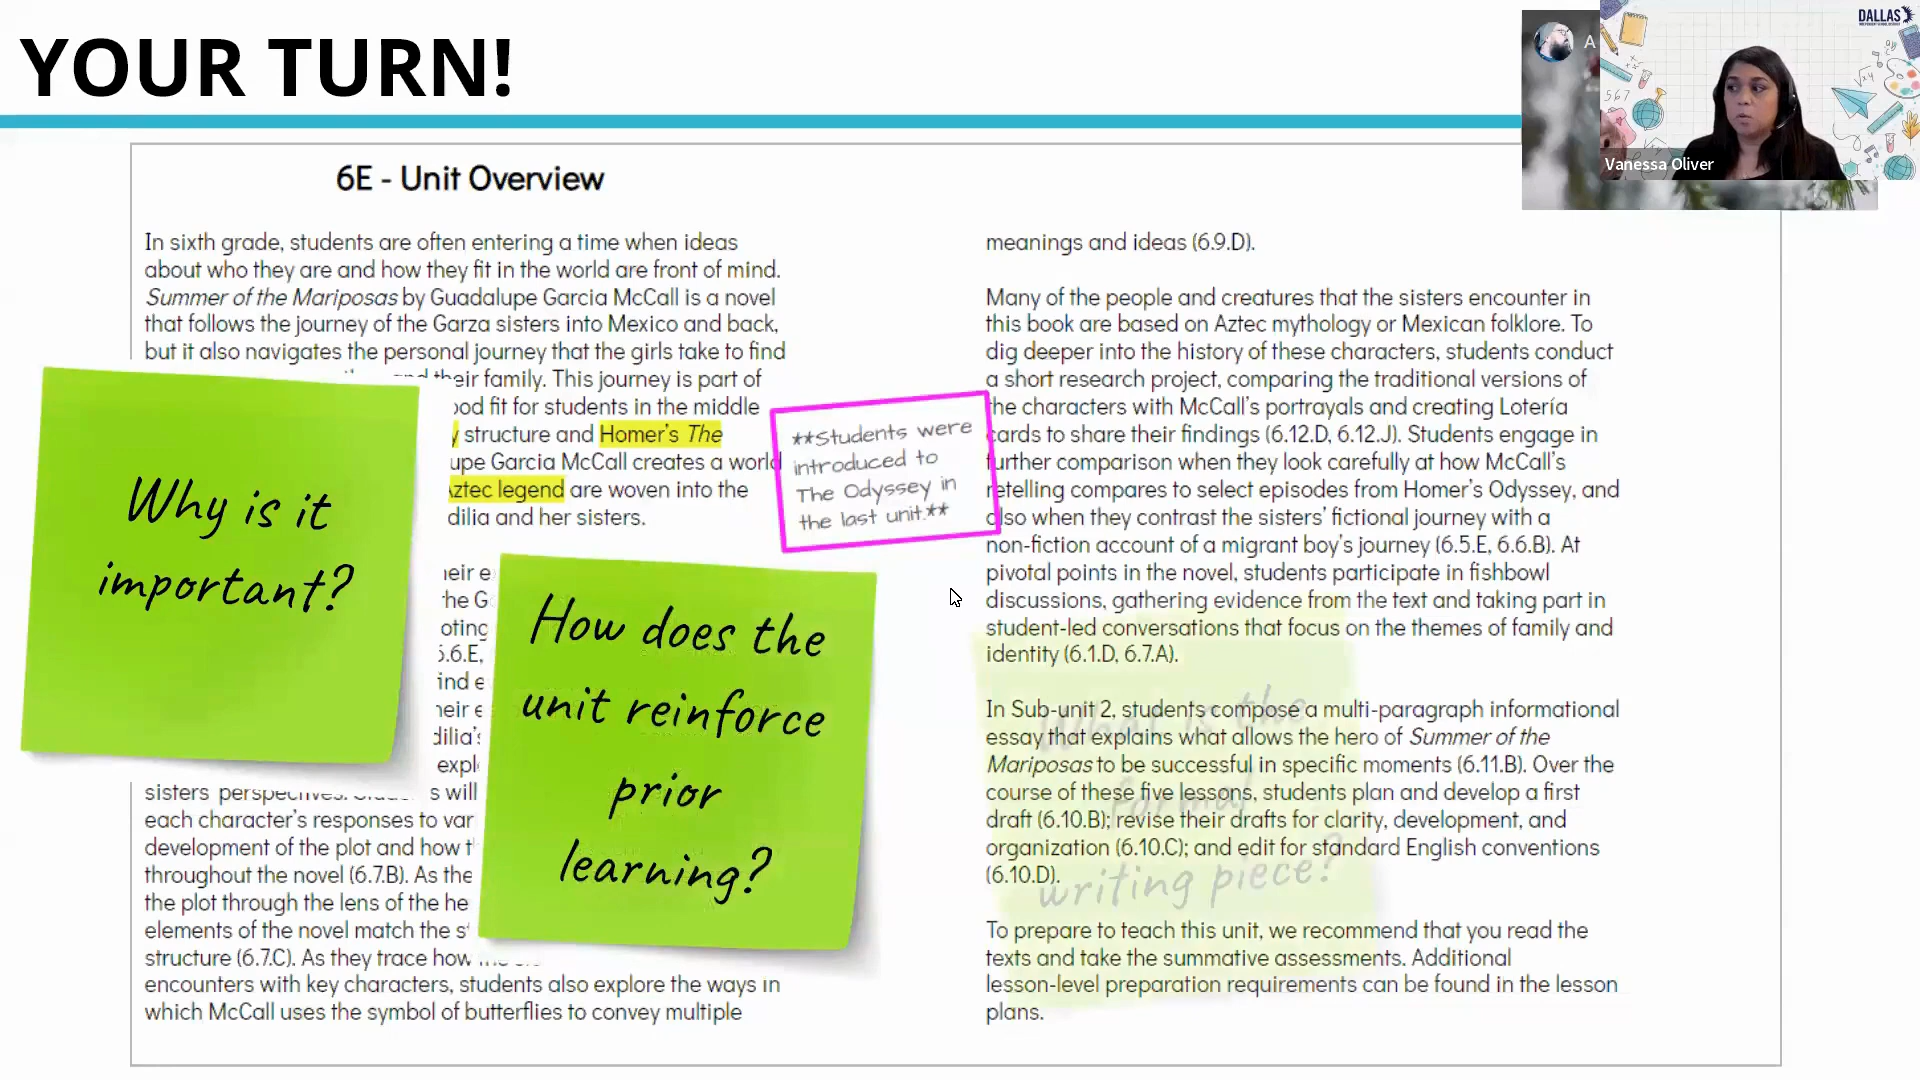 YOUR TURN!
DALLAS
A
Vanessa Oliver
6E - Unit Overview
In sixth grade, students are often entering a time when ideas
about who they are and how they fit in the world are front of mind.
Summer of the Mariposas by Guadalupe Garcia McCall is a novel
that follows the journey of the Garza sisters into Mexico and back,
but it also navigates the personal journey that the girls take to find
and their family. This journey is part of
ood fit for students in the middle
y structure and Homer's The
upe Garcia McCall creates a world
Aztec legend are woven into the
dilia and her sisters.
heir e
the G
oting
5.6.E,
ind e
heir e
dilia's
expl
sisters' perspectives. s will
each character's responses to var
development of the plot and how t
throughout the novel (6.7.B). As the
the plot through the lens of the he
elements of the novel match the s
structure (6.7.C). As they trace how
encounters with key characters, students also explore the ways in
which McCall uses the symbol of butterflies to convey multiple
Why is it
important?
How does the
unit reinforce
prior
learning?
**Students were
introduced to
The Odyssey in
the last unit.**
meanings and ideas (6.9.D).
Many of the people and creatures that the sisters encounter in
this book are based on Aztec mythology or Mexican folklore. To
dig deeper into the history of these characters, students conduct
a short research project, comparing the traditional versions of
the characters with McCall's portrayals and creating Lotería
cards to share their findings (6.12.D, 6.12.J). Students engage in
further comparison when they look carefully at how McCall's
retelling compares to select episodes from Homer's Odyssey, and
also when they contrast the sisters' fictional journey with a
non-fiction account of a migrant boy's journey (6.5.E, 6.6.B). At
pivotal points in the novel, students participate in fishbowl
discussions, gathering evidence from the text and taking part in
student-led conversations that focus on the themes of family and
identity (6.1.D, 6.7.A).
In Sub-unit 2, students compose a multi-paragraph informational
essay that explains what allows the hero of Summer of the
Mariposas to be successful in specific moments (6.11.B). Over the
course of these five lessons, students plan and develop a first
draft (6.10.B); revise their drafts for clarity, development, and
organization (6.10.C); and edit for standard English conventions
(6.10.D).
To prepare to teach this unit, we recommend that you read the
texts and take the summative assessments. Additional
lesson-level preparation requirements can be found in the lesson
plans.
What is the
formal
writing piece?